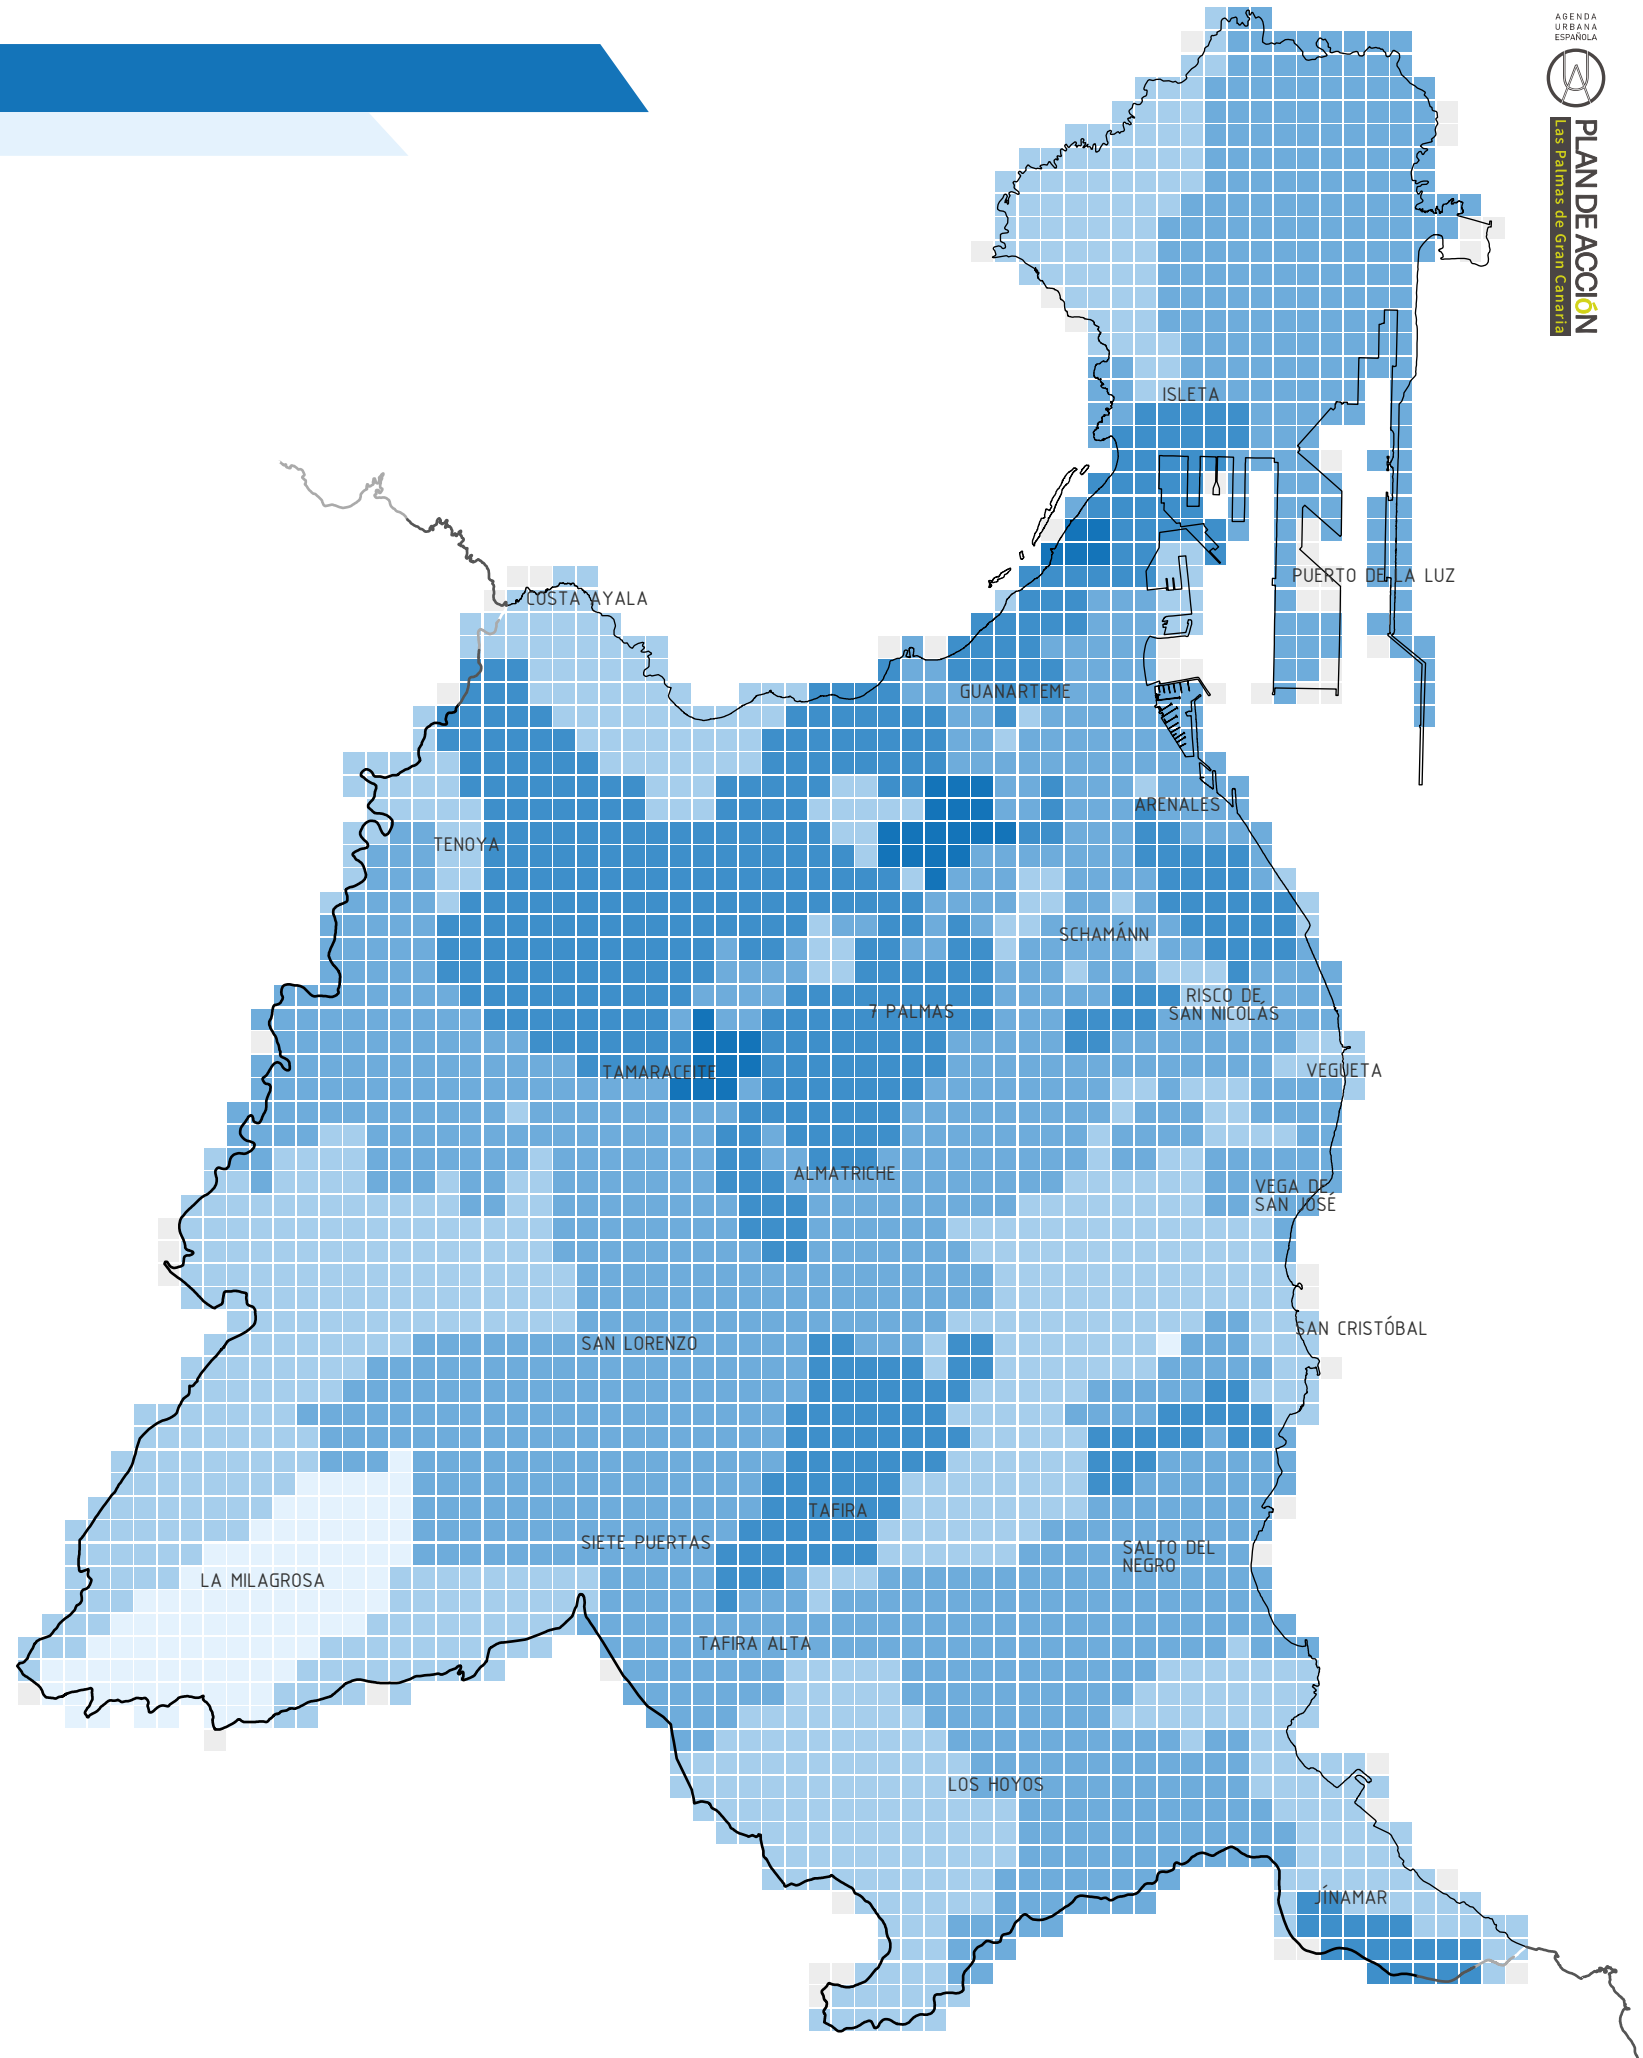 AGENDA
URBANA
ESPAÑOLA
PLAN DE ACCIÓN
Las Palmas de Gran Canaria
ISLETA
PUERTO DE LA LUZ
COSTA AYALA
GUANARTEME
ARENALES
TENOYA
SCHAMÁNN
RISCO DE
SAN NICOLÁS
7 PALMAS
TAMARACEITE
VEGUETA
ALMATRICHE
VEGA DE
SAN JOSÉ
SAN CRISTÓBAL
SAN LORENZO
TAFIRA
SIETE PUERTAS
SALTO DEL
NEGRO
LA MILAGROSA
TAFIRA ALTA
LOS HOYOS
JÍNAMAR